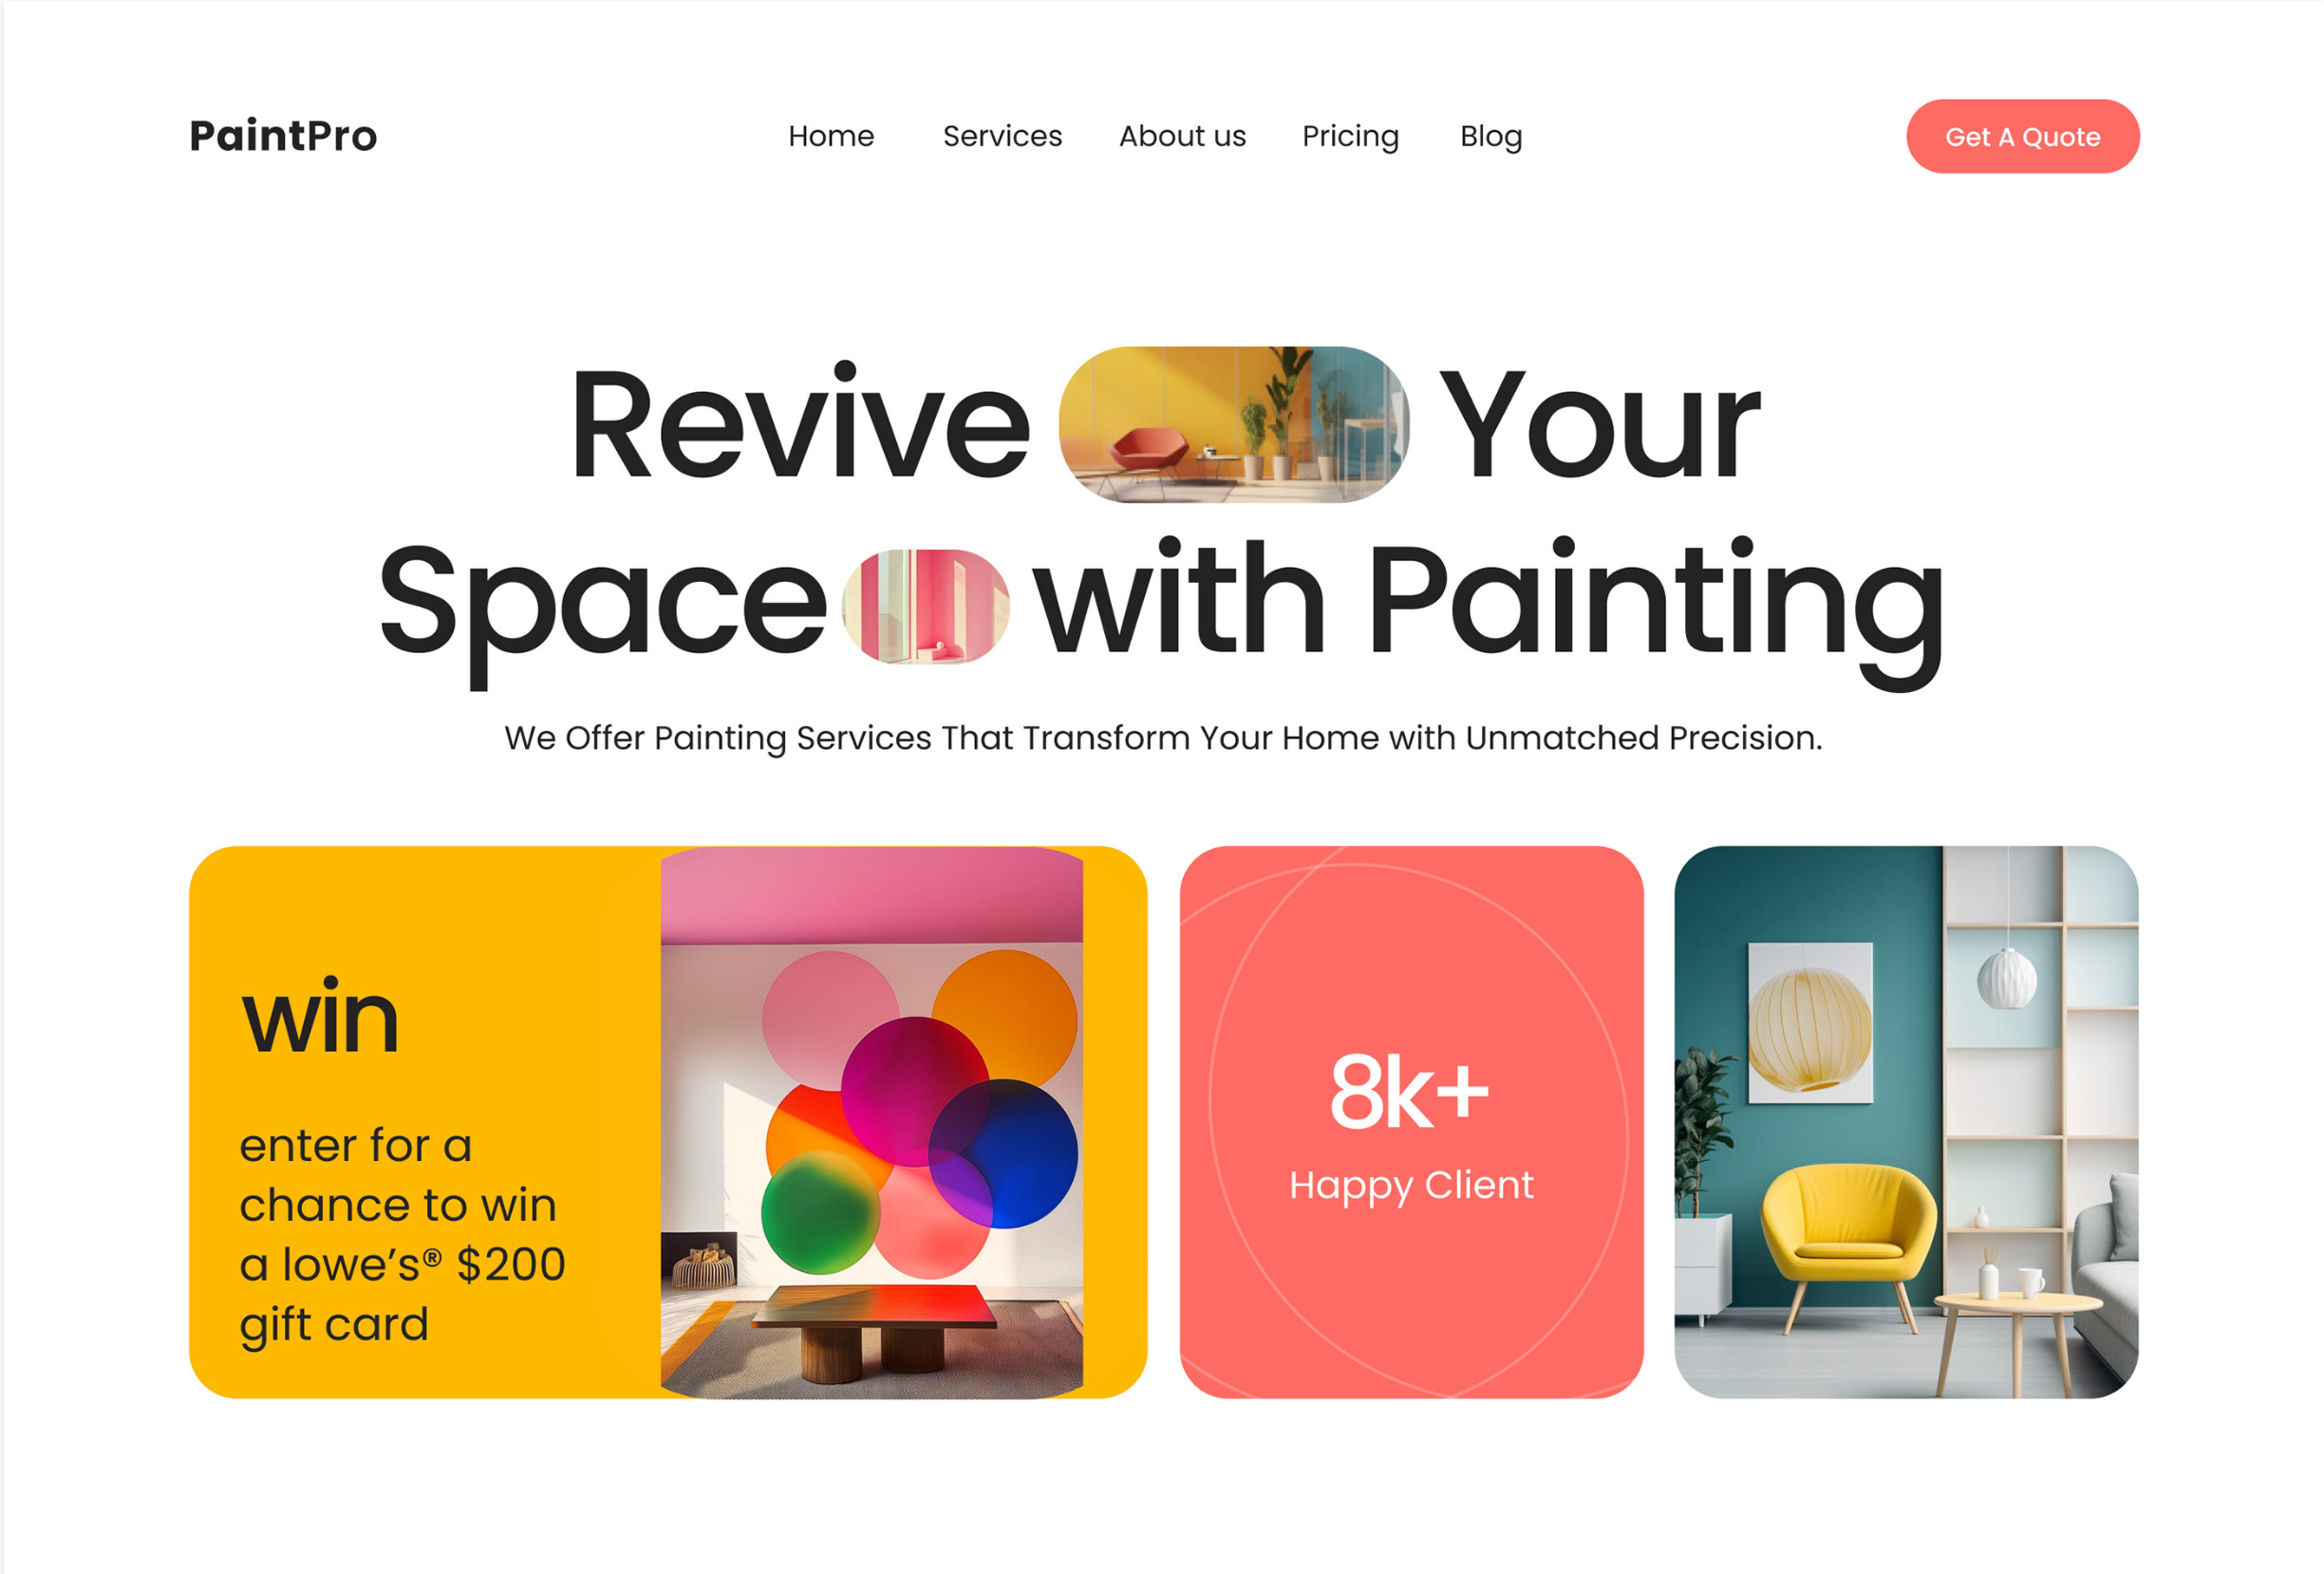 PaintPro
Home Services About us Pricing Blog
Get A Quote
Revive Your
Space with Painting
We Offer Painting Services That Transform Your Home with Unmatched Precision.
win
enter for a
chance to win
a lowe’s® $200
gift card
8k+
Happy Client